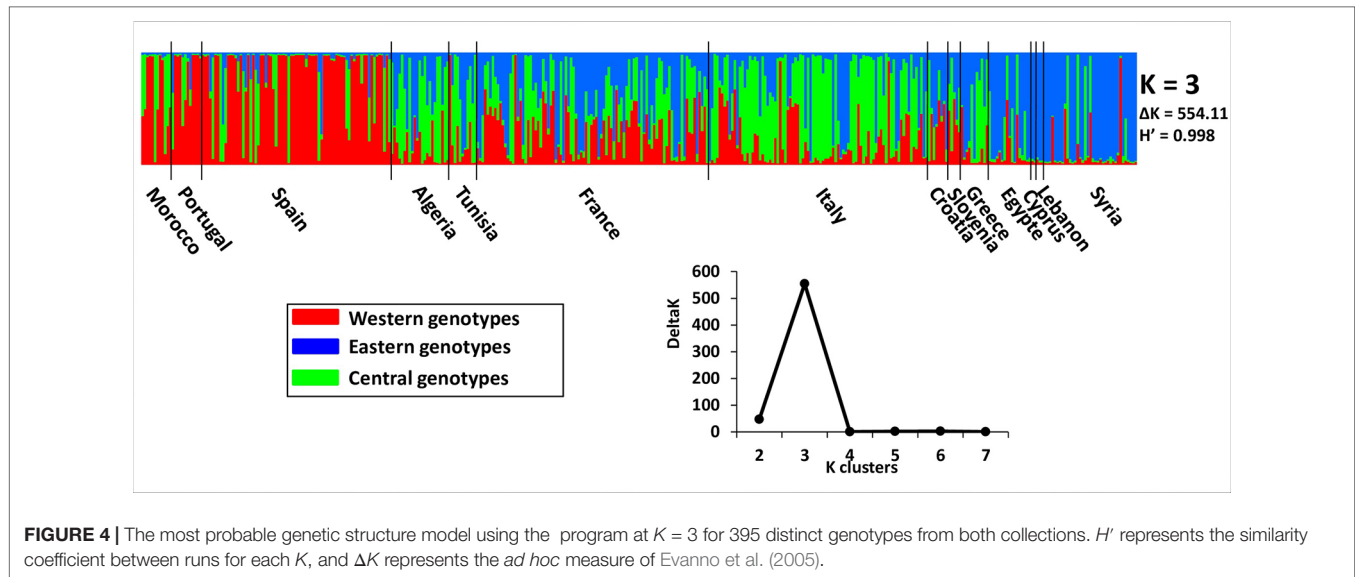 K = 3
ΔK = 554.11
H' = 0.998
Morocco
Portugal
Spain
Algeria
Tunisia
France
Italy
Croatia
Slovenia
Greece
Egypte
Cyprus
Lebanon
Syria
Western genotypes
Eastern genotypes
Central genotypes
DeltaK
600
500
400
300
200
100
0
2 3 4 5 6 7
K clusters
FIGURE 4 | The most probable genetic structure model using the program at K = 3 for 395 distinct genotypes from both collections. H′ represents the similarity
coefficient between runs for each K, and ΔK represents the ad hoc measure of Evanno et al. (2005).